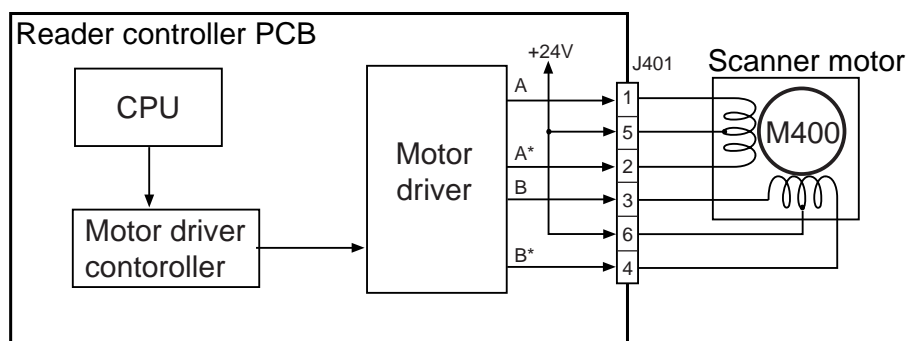 Reader controller PCB
CPU
Motor driver
contoroller
Motor
driver
+24V
A
A*
B
B*
J401
1
5
2
3
6
4
Scanner motor
M400